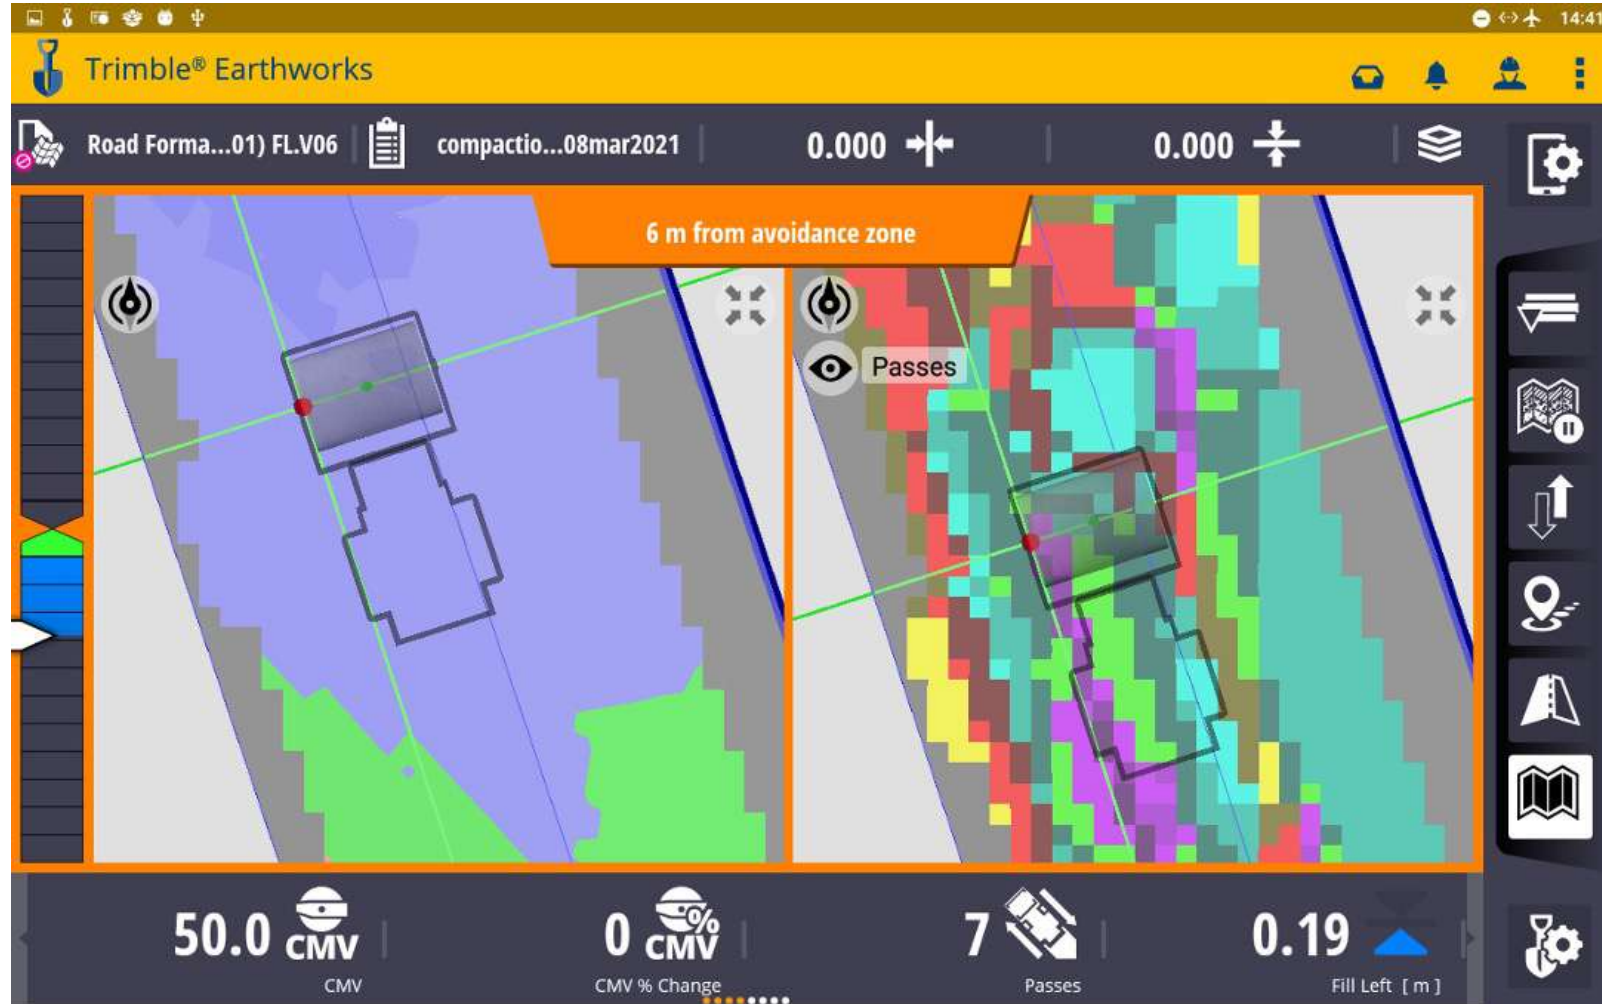 14:41
Trimble® Earthworks
Road Forma...01) FL.V06
compactio...08mar2021
0.000
0.000
6 m from avoidance zone
Passes
50.0 CMV
CMV
0 % CMV
CMV % Change
7
Passes
0.19
Fill Left [ m ]